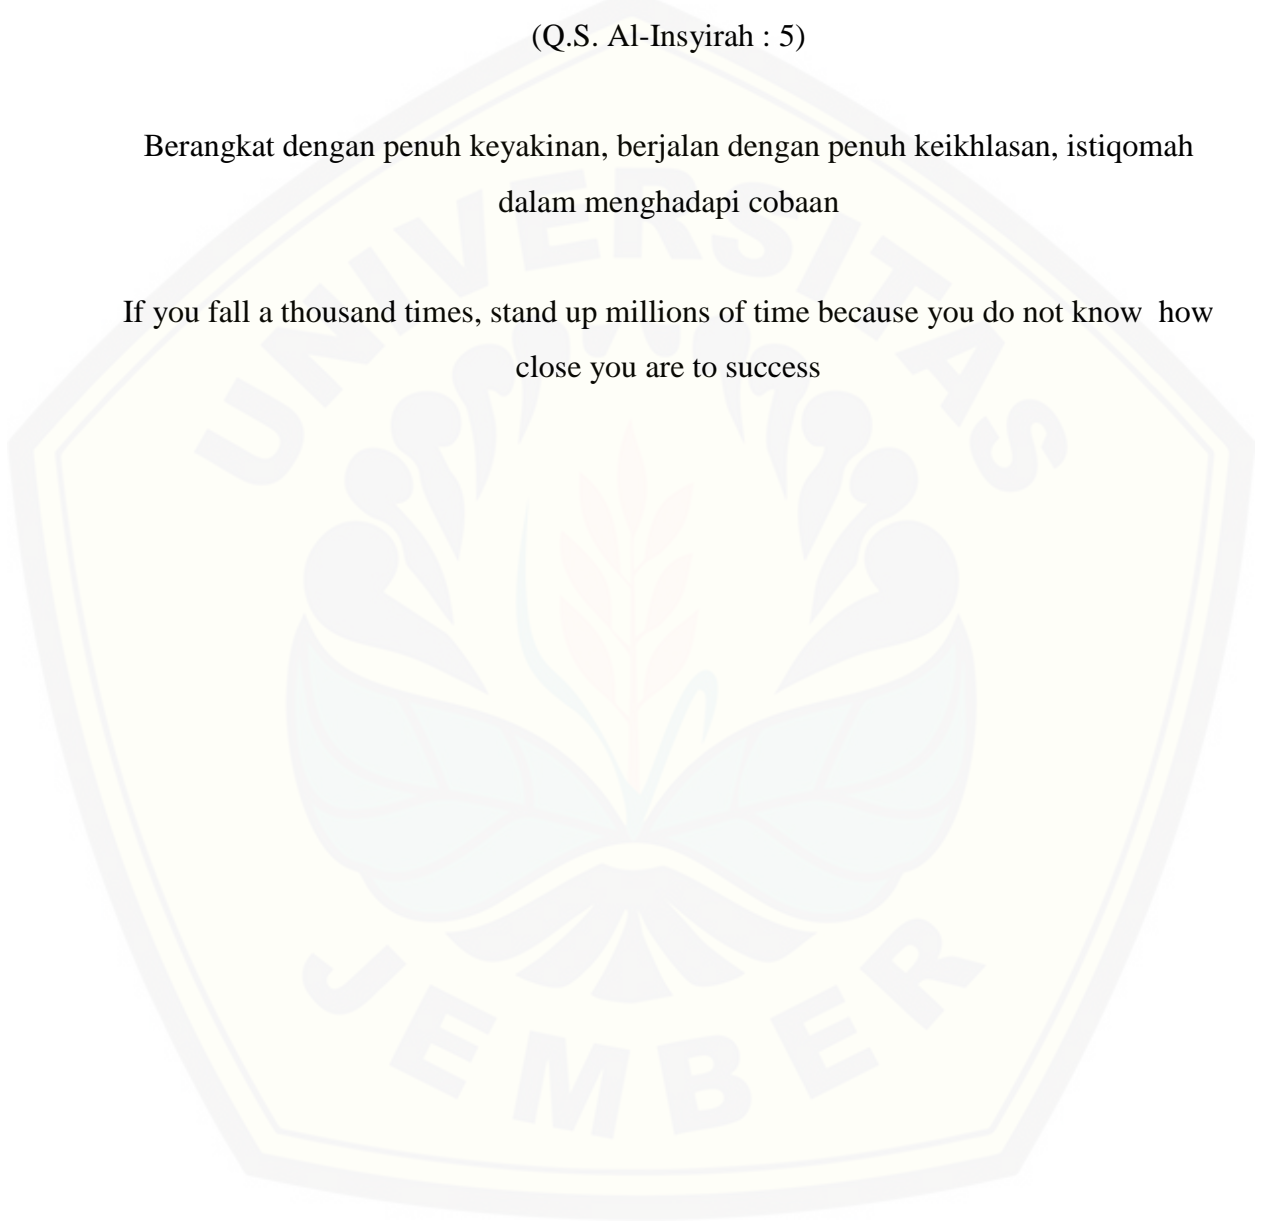 (Q.S. Al-Insyirah : 5)
Berangkat dengan penuh keyakinan, berjalan dengan penuh keikhlasan, istiqomah
dalam menghadapi cobaan
If you fall a thousand times, stand up millions of time because you do not know  how
close you are to success
UNIVERSITAS
JEMBER